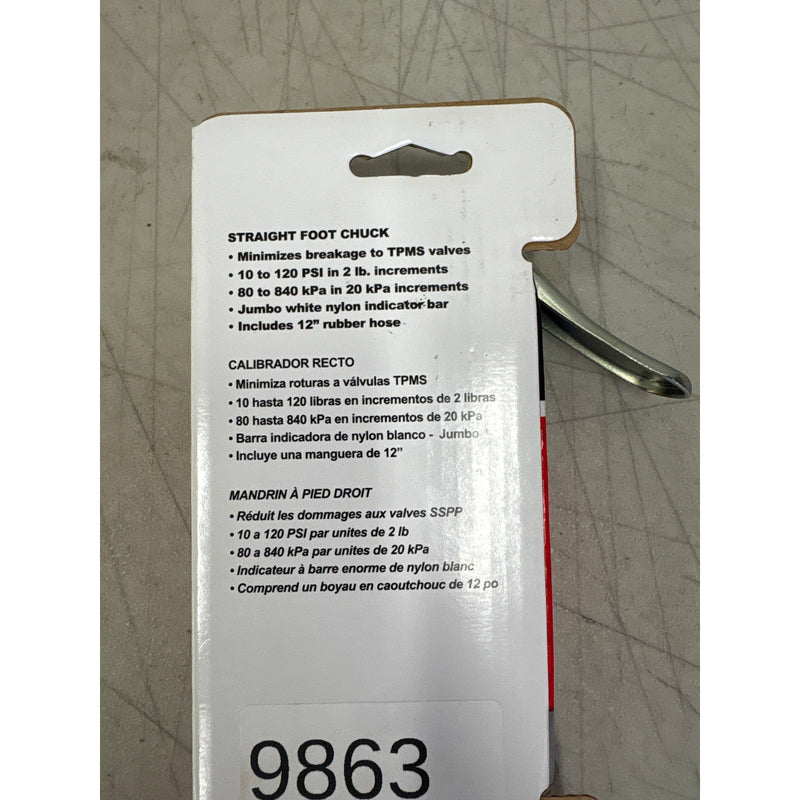 STRAIGHT FOOT CHUCK
• Minimizes breakage to TPMS valves
• 10 to 120 PSI in 2 lb. increments
• 80 to 840 kPa in 20 kPa increments
• Jumbo white nylon indicator bar
• Includes 12” rubber hose
CALIBRADOR RECTO
• Minimiza roturas a válvulas TPMS
• 10 hasta 120 libras en incrementos de 2 libras
• 80 hasta 840 kPa en incrementos de 20 kPa
• Barra indicadora de nylon blanco - Jumbo
• Incluye una manguera de 12”
MANDRIN À PIED DROIT
• Réduit les dommages aux valves SSPP
• 10 a 120 PSI par unites de 2 lb
• 80 a 840 kPa par unites de 20 kPa
• Indicateur à barre enorme de nylon blanc
• Comprend un boyau en caoutchouc de 12 po
9863